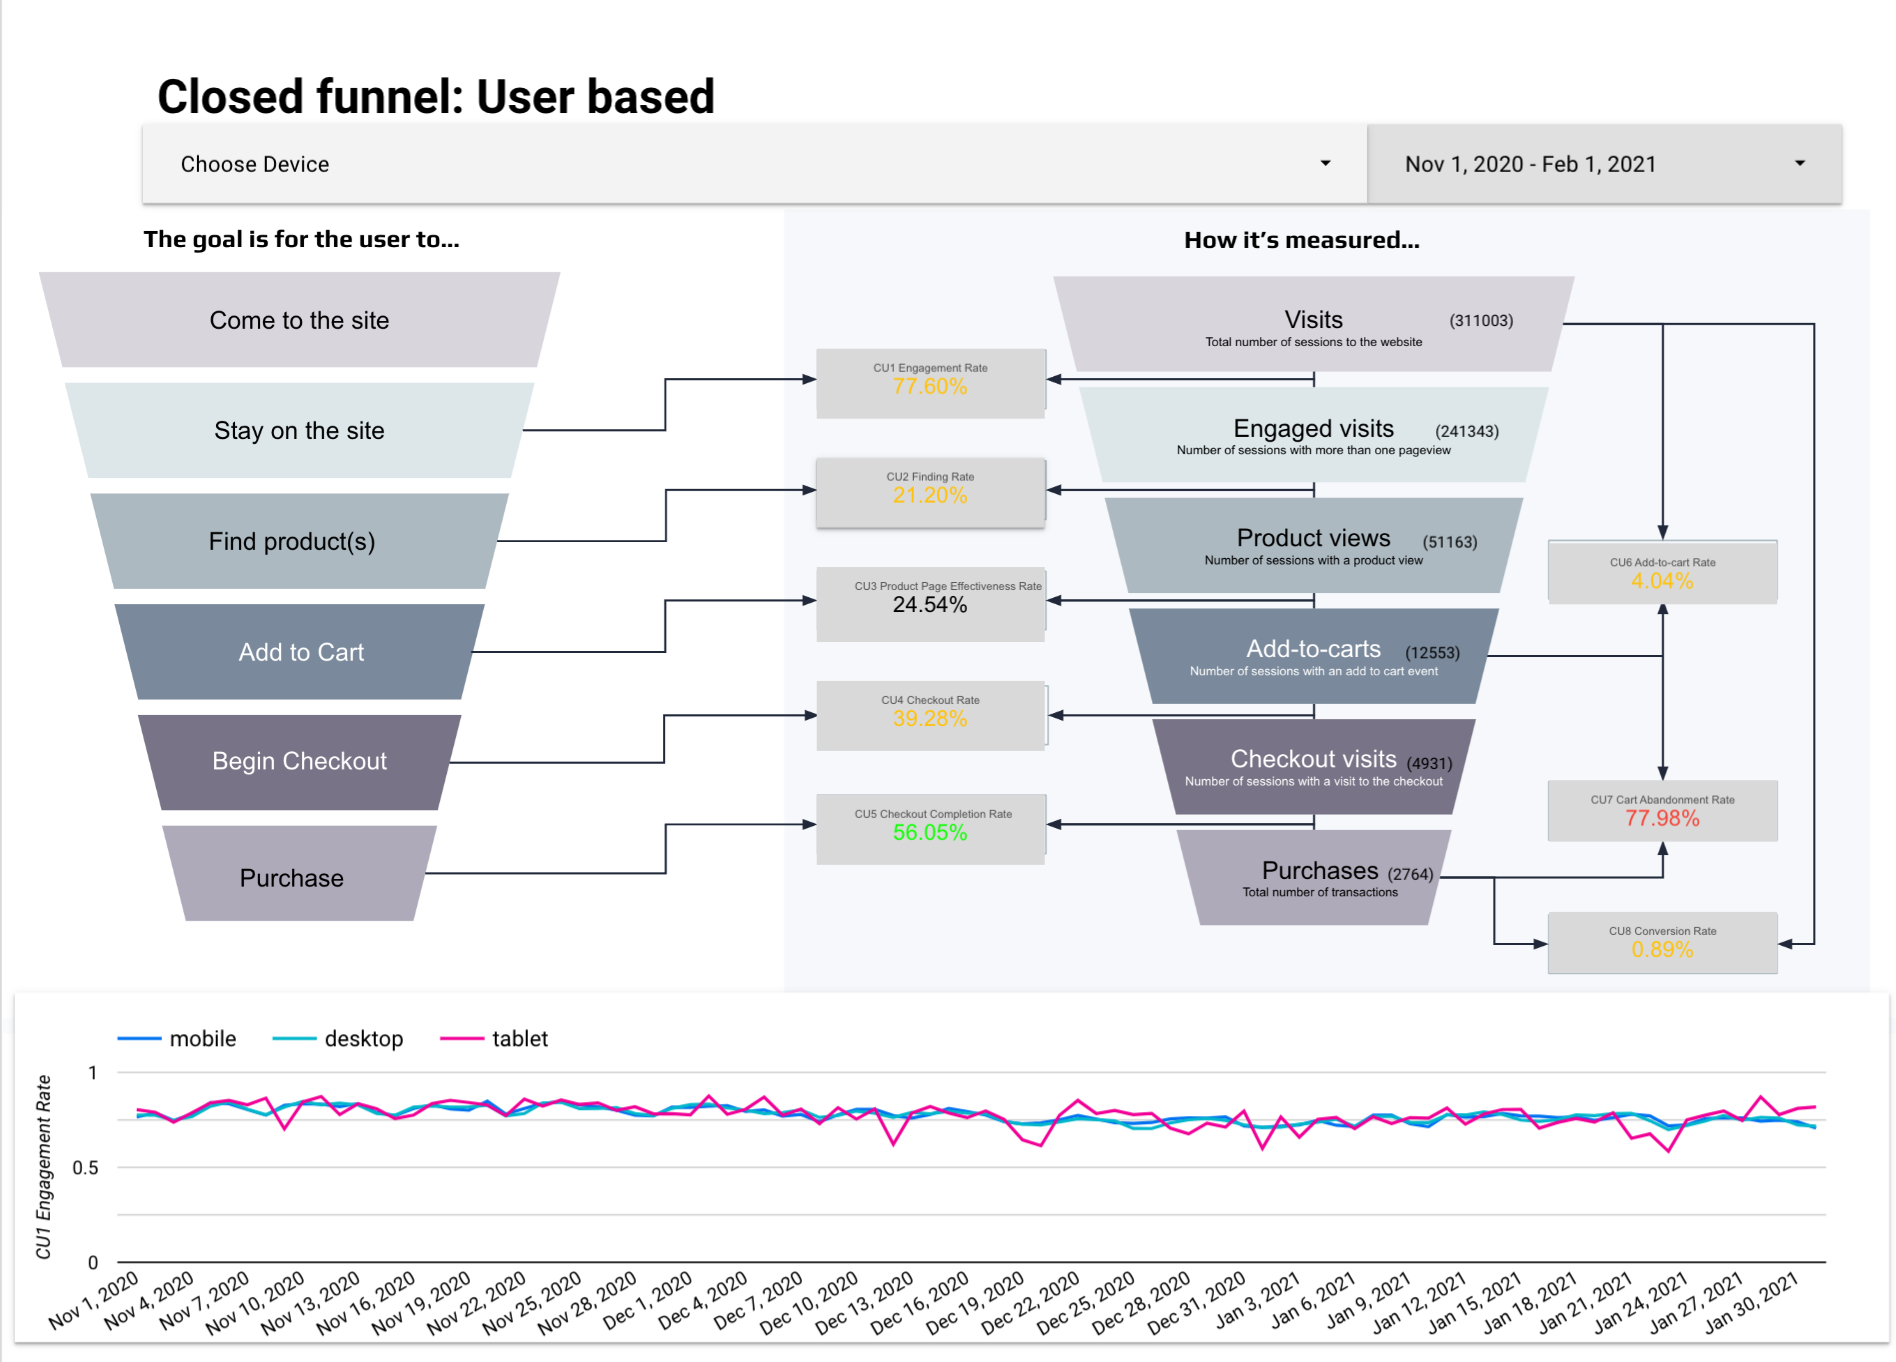 Closed funnel: User based
Choose Device
Nov 1, 2020 - Feb 1, 2021
The goal is for the user to...
How it's measured...
Come to the site
Stay on the site
Find product(s)
Add to Cart
Begin Checkout
Purchase
CU1 Engagement Rate
77.60%
CU2 Finding Rate
21.20%
CU3 Product Page Effectiveness Rate
24.54%
CU4 Checkout Rate
39.28%
CU5 Checkout Completion Rate
56.05%
Visits (311003)
Total number of sessions to the website
Engaged visits (241343)
Number of sessions with more than one pageview
Product views (51163)
Number of sessions with a product view
Add-to-carts (12553)
Number of sessions with an add to cart event
Checkout visits (4931)
Number of sessions with a visit to the checkout
Purchases (2764)
Total number of transactions
CU6 Add-to-cart Rate
4.04%
CU7 Cart Abandonment Rate
77.98%
CU8 Conversion Rate
0.89%
mobile
desktop
tablet
CU1 Engagement Rate
1
0.5
0
Nov 1, 2020
Nov 4, 2020
Nov 7, 2020
Nov 10, 2020
Nov 13, 2020
Nov 16, 2020
Nov 19, 2020
Nov 22, 2020
Nov 25, 2020
Nov 28, 2020
Dec 1, 2020
Dec 4, 2020
Dec 7, 2020
Dec 10, 2020
Dec 13, 2020
Dec 16, 2020
Dec 19, 2020
Dec 22, 2020
Dec 25, 2020
Dec 28, 2020
Dec 31, 2020
Jan 3, 2021
Jan 6, 2021
Jan 9, 2021
Jan 12, 2021
Jan 15, 2021
Jan 18, 2021
Jan 21, 2021
Jan 24, 2021
Jan 27, 2021
Jan 30, 2021